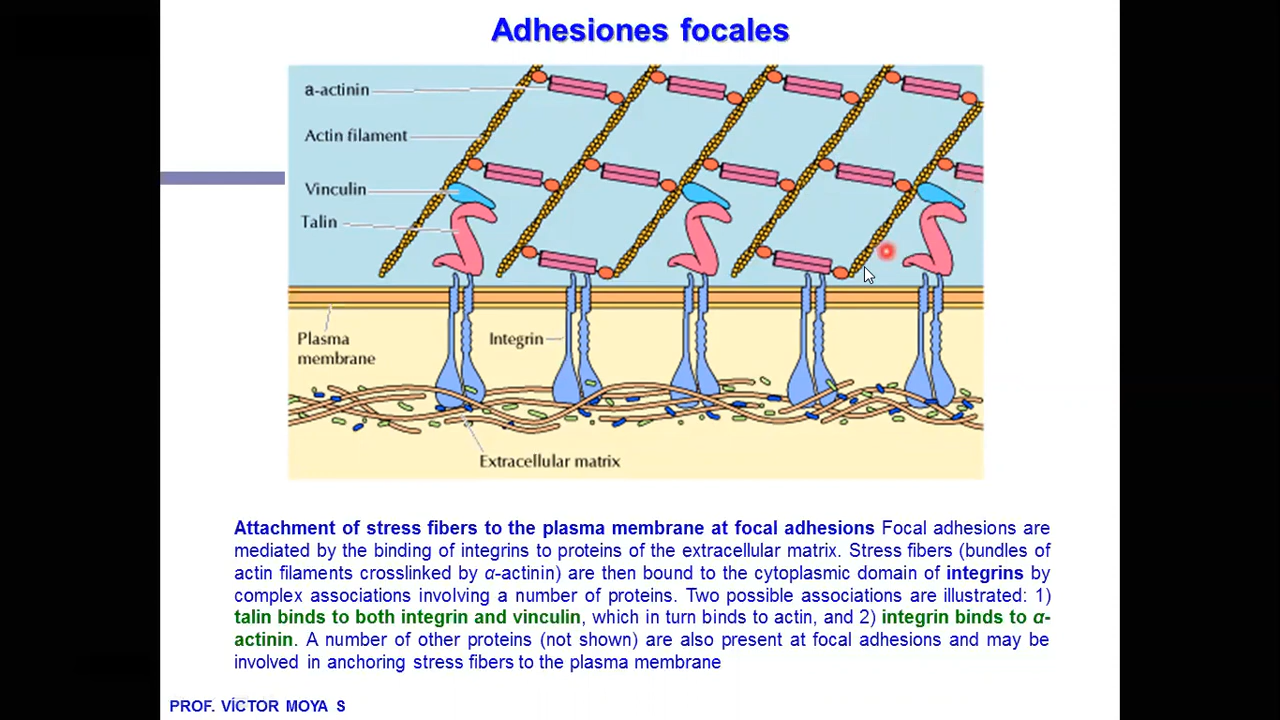 Adhesiones focales
a-actinin
Actin filament
Vinculin
Talin
Plasma
membrane
Integrin
Extracellular matrix
Attachment of stress fibers to the plasma membrane at focal adhesions Focal adhesions are
mediated by the binding of integrins to proteins of the extracellular matrix. Stress fibers (bundles of
actin filaments crosslinked by α-actinin) are then bound to the cytoplasmic domain of integrins by
complex associations involving a number of proteins. Two possible associations are illustrated: 1)
talin binds to both integrin and vinculin, which in turn binds to actin, and 2) integrin binds to α-
actinin. A number of other proteins (not shown) are also present at focal adhesions and may be
involved in anchoring stress fibers to the plasma membrane
PROF. VÍCTOR MOYA S